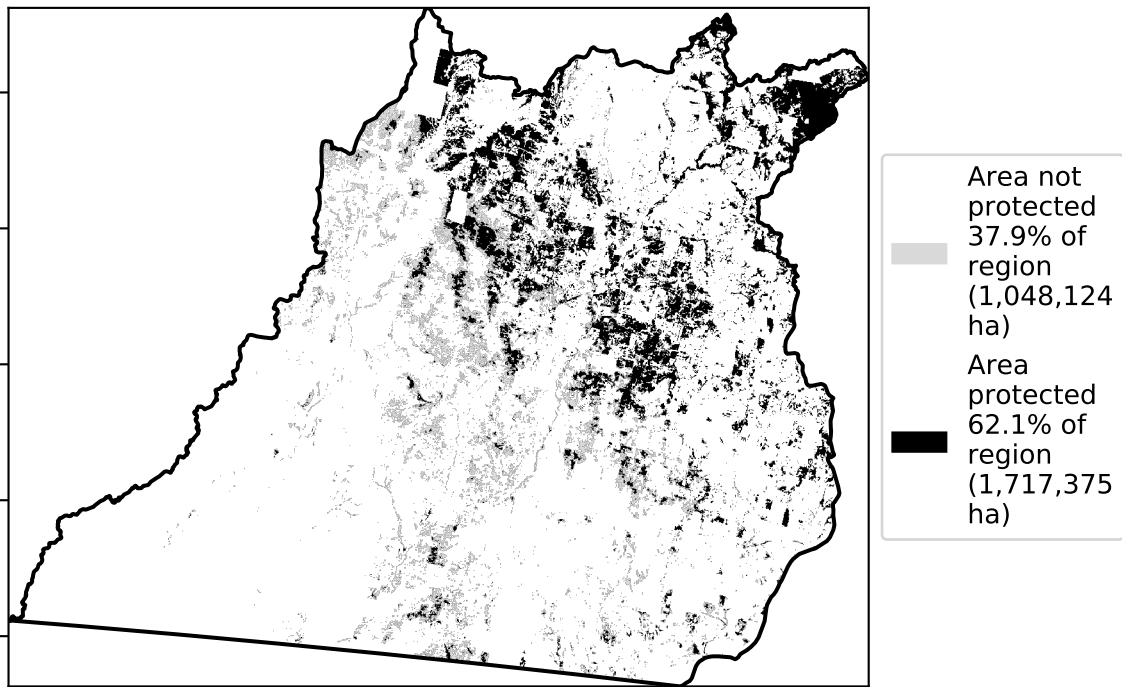 Area not
protected
37.9% of
region
(1,048,124
ha)
Area
protected
62.1% of
region
(1,717,375
ha)